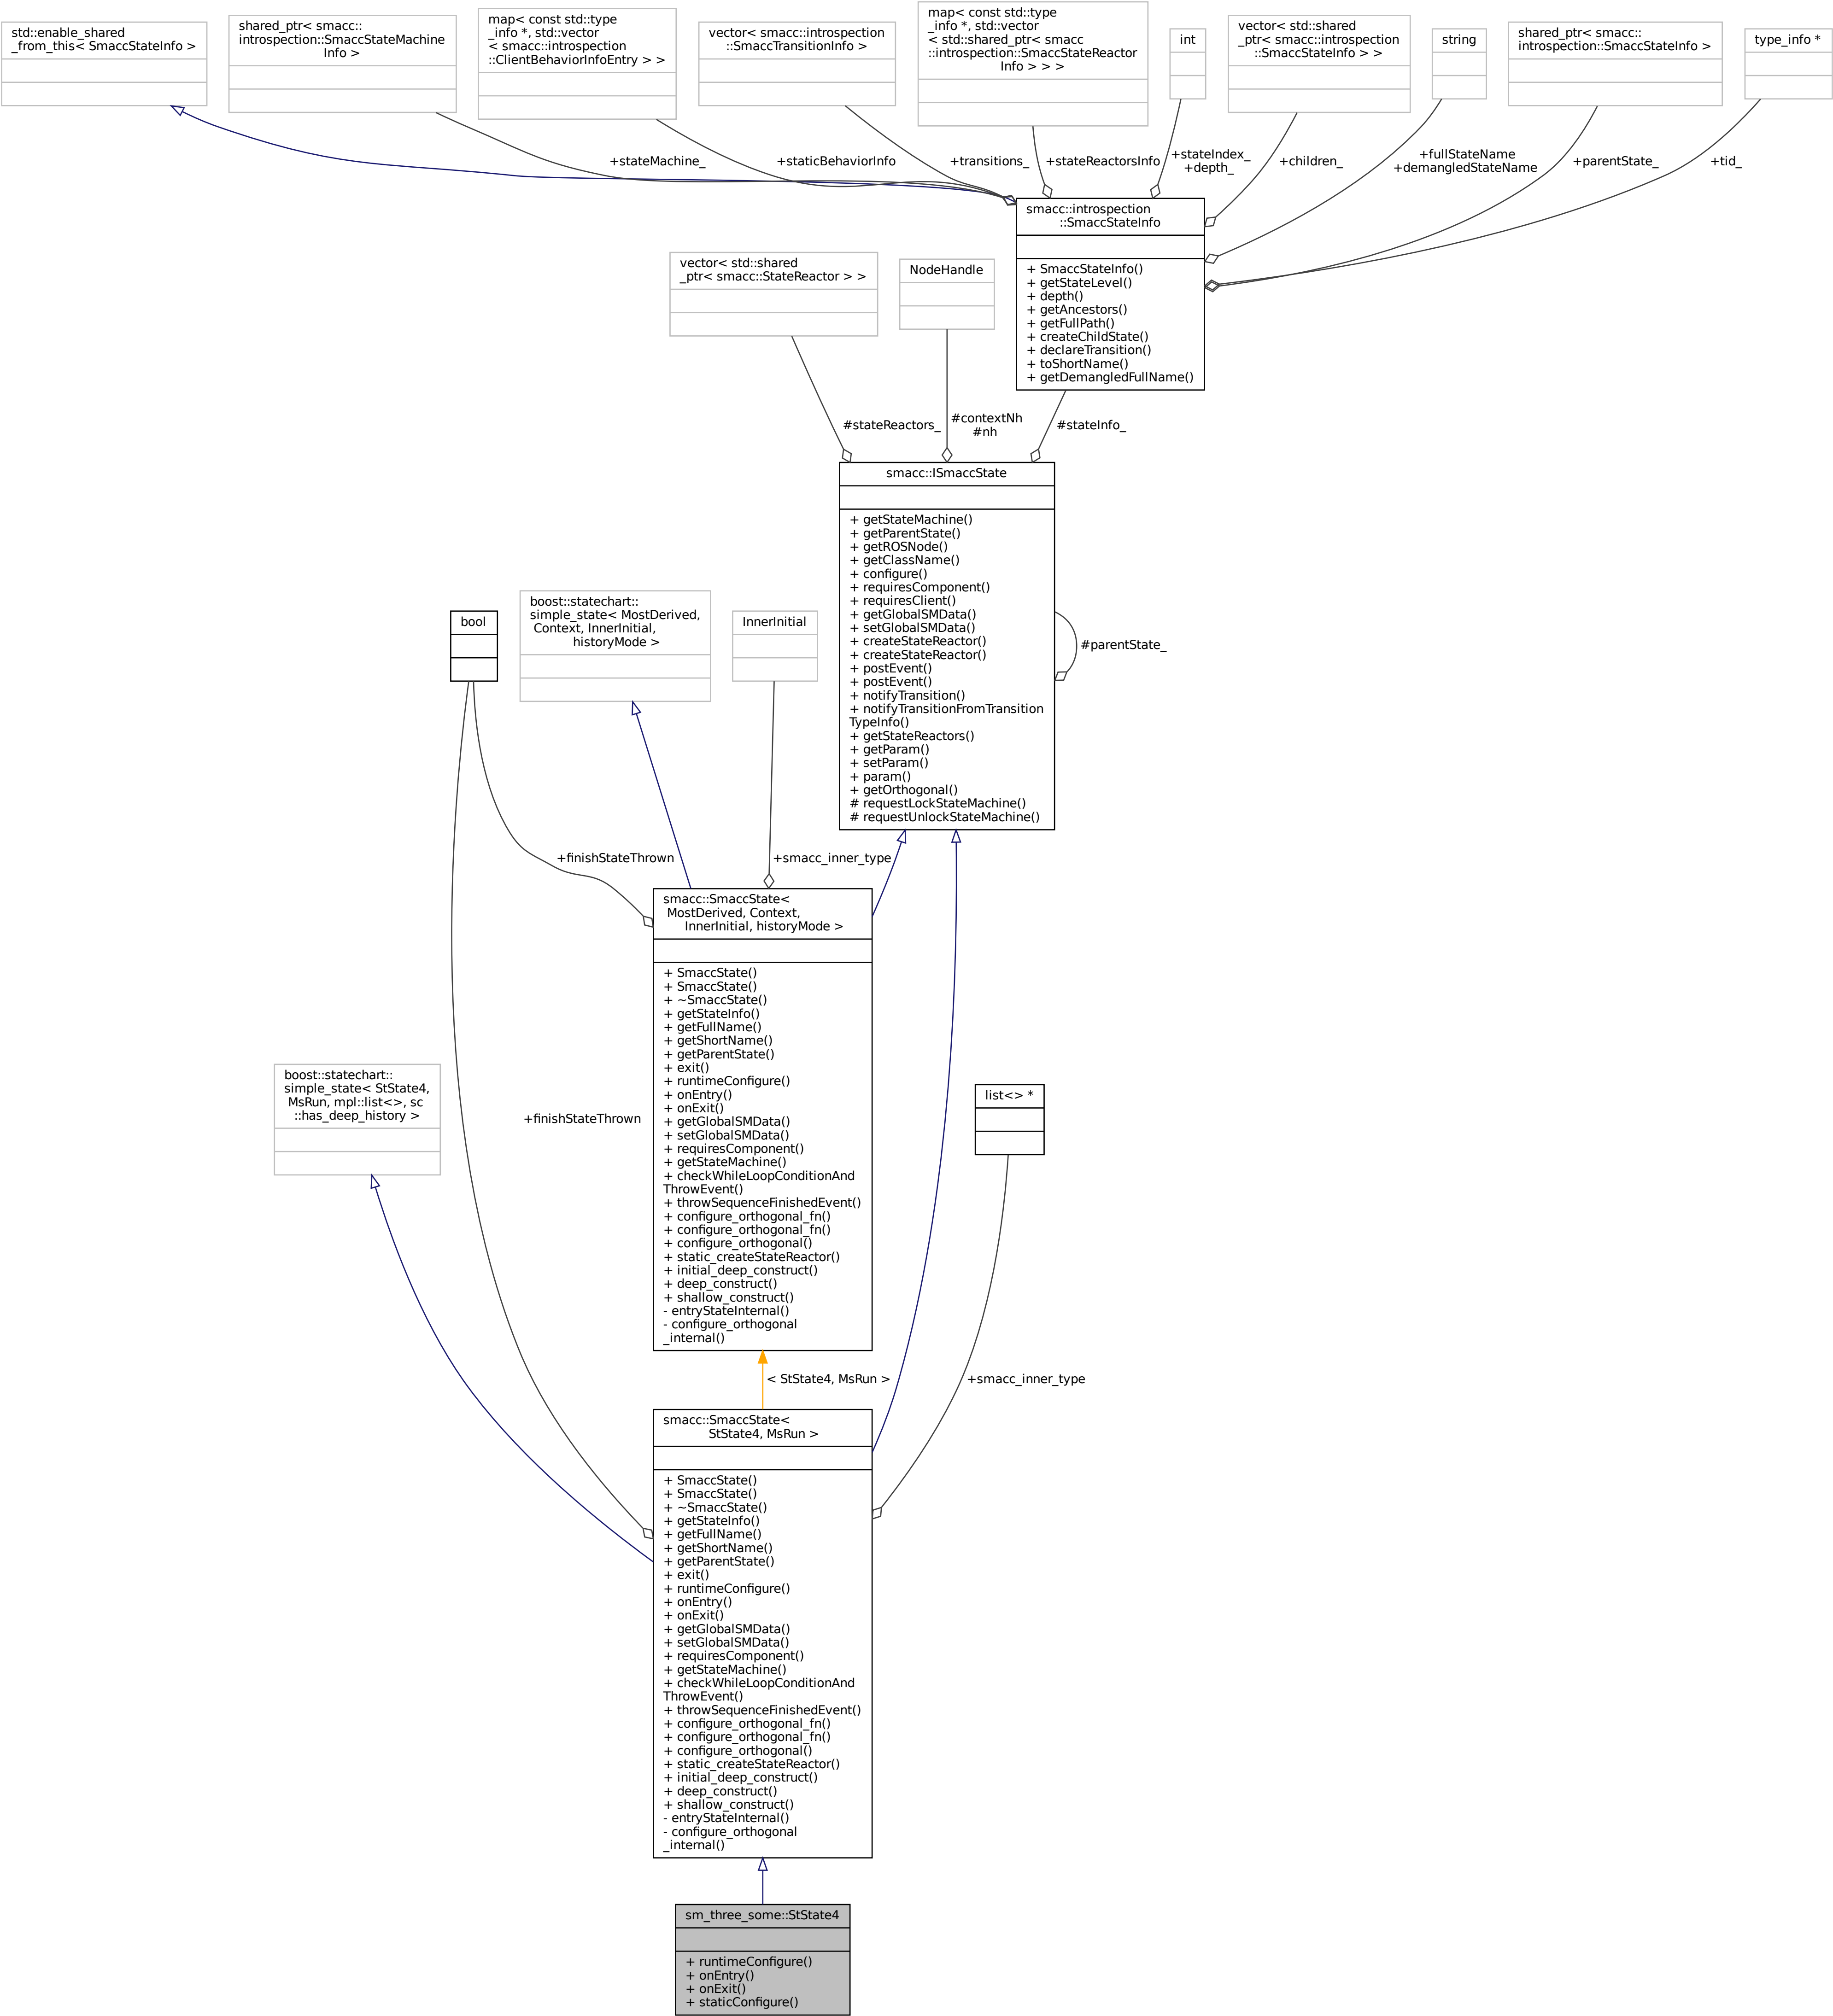 std::enable_shared
_from_this< SmaccStateInfo >
shared_ptr< smacc::
introspection::SmaccStateMachine
Info >
map< const std::type
_info *, std::vector
< smacc::introspection
::ClientBehaviorInfoEntry > >
vector< smacc::introspection
::SmaccTransitionInfo >
map< const std::type
_info *, std::vector
< std::shared_ptr< smacc
::introspection::SmaccStateReactor
Info > > >
int
vector< std::shared
_ptr< smacc::introspection
::SmaccStateInfo > >
string
shared_ptr< smacc::
introspection::SmaccStateInfo >
type_info *
+stateMachine_
+staticBehaviorInfo
+transitions_
+stateReactorsInfo
+stateIndex_
+depth_
+children_
+fullStateName
+demangledStateName
+parentState_
+tid_
smacc::introspection
::SmaccStateInfo
+ SmaccStateInfo()
+ getStateLevel()
+ depth()
+ getAncestors()
+ getFullPath()
+ createChildState()
+ declareTransition()
+ toShortName()
+ getDemangledFullName()
vector< std::shared
_ptr< smacc::StateReactor > >
NodeHandle
#stateReactors_
#contextNh
#nh
#stateInfo_
smacc::ISmaccState
+ getStateMachine()
+ getParentState()
+ getROSNode()
+ getClassName()
+ configure()
+ requiresComponent()
+ requiresClient()
+ getGlobalSMData()
+ setGlobalSMData()
+ createStateReactor()
+ createStateReactor()
+ postEvent()
+ postEvent()
+ notifyTransition()
+ notifyTransitionFromTransition
TypeInfo()
+ getStateReactors()
+ getParam()
+ setParam()
+ param()
+ getOrthogonal()
# requestLockStateMachine()
# requestUnlockStateMachine()
#parentState_
bool
boost::statechart::
simple_state< MostDerived,
Context, InnerInitial,
historyMode >
InnerInitial
+finishStateThrown
+smacc_inner_type
smacc::SmaccState<
MostDerived, Context,
InnerInitial, historyMode >
+ SmaccState()
+ SmaccState()
+ ~SmaccState()
+ getStateInfo()
+ getFullName()
+ getShortName()
+ getParentState()
+ exit()
+ runtimeConfigure()
+ onEntry()
+ onExit()
+ getGlobalSMData()
+ setGlobalSMData()
+ requiresComponent()
+ getStateMachine()
+ checkWhileLoopConditionAnd
ThrowEvent()
+ throwSequenceFinishedEvent()
+ configure_orthogonal_fn()
+ configure_orthogonal_fn()
+ configure_orthogonal()
+ static_createStateReactor()
+ initial_deep_construct()
+ deep_construct()
+ shallow_construct()
- entryStateInternal()
- configure_orthogonal
_internal()
boost::statechart::
simple_state< StState4,
MsRun, mpl::list<>, sc
::has_deep_history >
+finishStateThrown
list<> *
< StState4, MsRun >
+smacc_inner_type
smacc::SmaccState<
StState4, MsRun >
+ SmaccState()
+ SmaccState()
+ ~SmaccState()
+ getStateInfo()
+ getFullName()
+ getShortName()
+ getParentState()
+ exit()
+ runtimeConfigure()
+ onEntry()
+ onExit()
+ getGlobalSMData()
+ setGlobalSMData()
+ requiresComponent()
+ getStateMachine()
+ checkWhileLoopConditionAnd
ThrowEvent()
+ throwSequenceFinishedEvent()
+ configure_orthogonal_fn()
+ configure_orthogonal_fn()
+ configure_orthogonal()
+ static_createStateReactor()
+ initial_deep_construct()
+ deep_construct()
+ shallow_construct()
- entryStateInternal()
- configure_orthogonal
_internal()
sm_three_some::StState4
+ runtimeConfigure()
+ onEntry()
+ onExit()
+ staticConfigure()